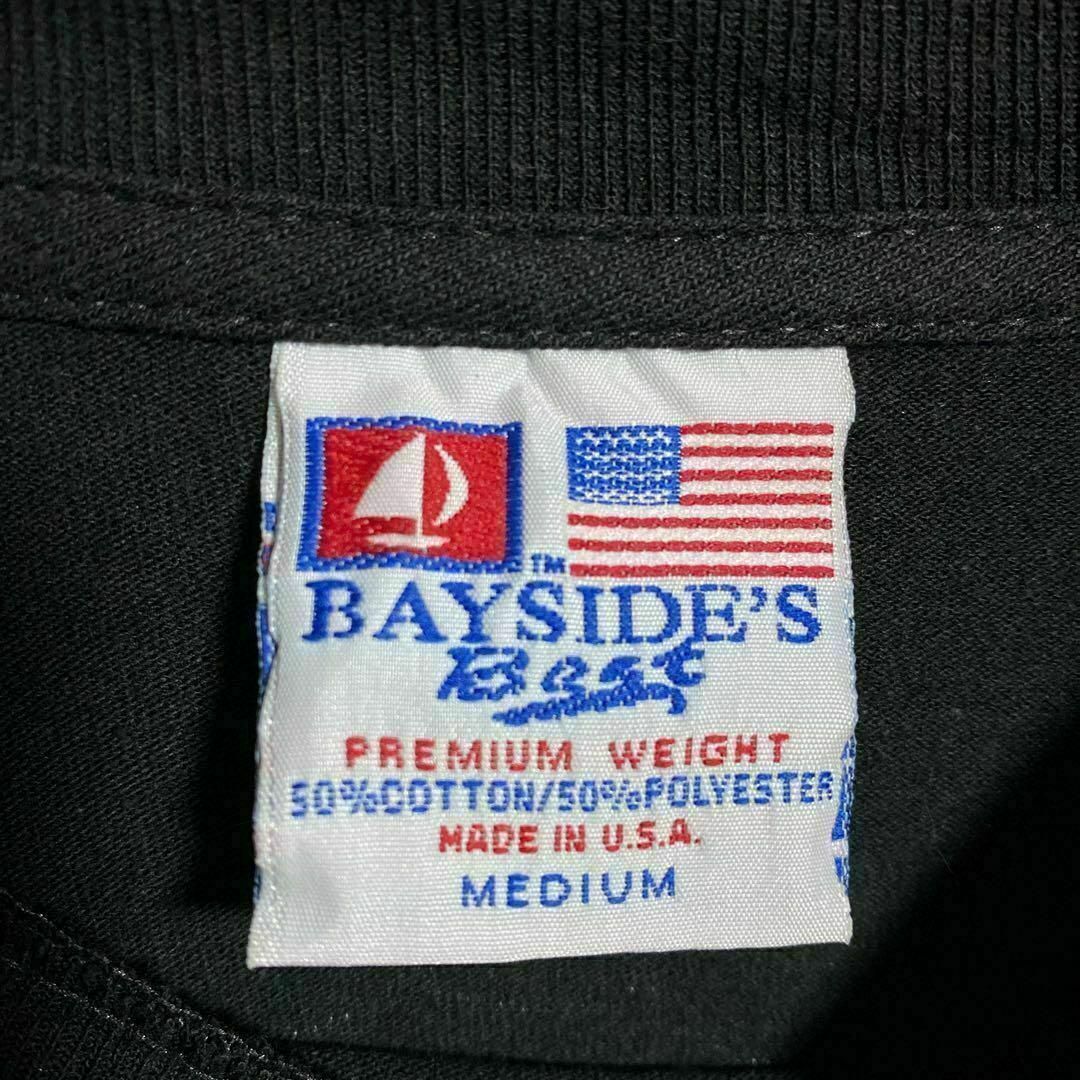 ™
BAYSIDE'S
Best
PREMIUM WEIGHT
50%COTTON/50%POLYESTER
MADE IN U.S.A.
MEDIUM